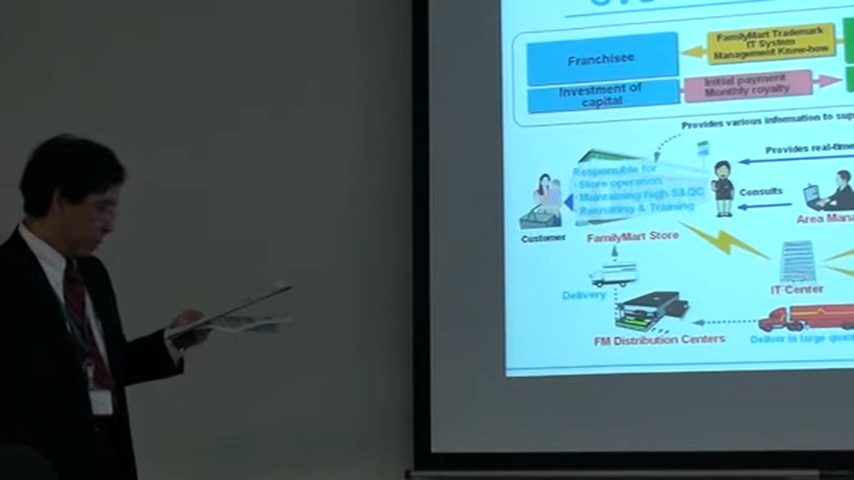 FamilyMart Trademark
IT System
Management Know-how
Franchisee
Investment of
capital
Initial payment
Monthly royalty
Provides various information to sup
Provides real-time
Responsible for
・Store operation
・Maintaining high S&QC
・Recruiting & Training
Consults
Customer
FamilyMart Store
Area Mana
IT Center
Delivery
FM Distribution Centers
Deliver in large quan